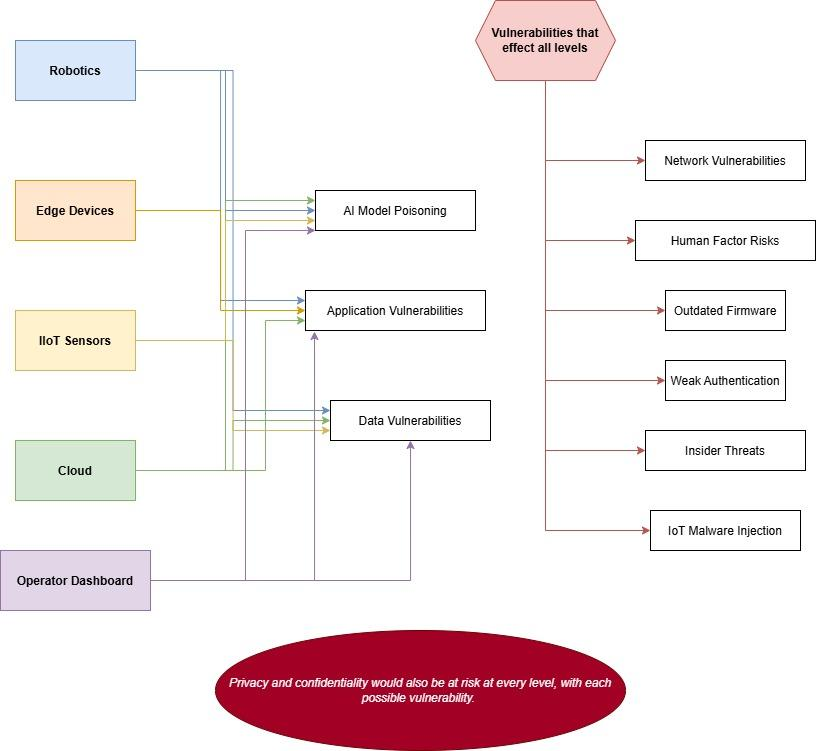 Vulnerabilities that
effect all levels
Robotics
Edge Devices
IIoT Sensors
Cloud
Operator Dashboard
AI Model Poisoning
Application Vulnerabilities
Data Vulnerabilities
Network Vulnerabilities
Human Factor Risks
Outdated Firmware
Weak Authentication
Insider Threats
IoT Malware Injection
Privacy and confidentiality would also be at risk at every level, with each
possible vulnerability.